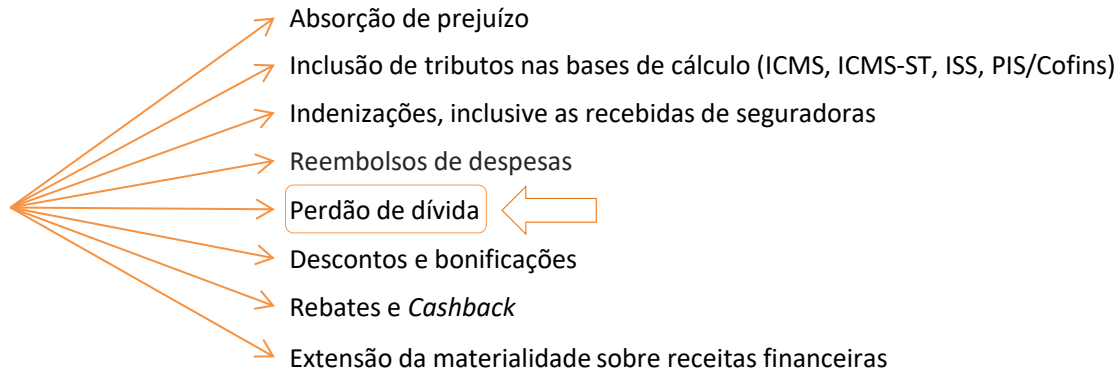 Absorção de prejuízo
Inclusão de tributos nas bases de cálculo (ICMS, ICMS-ST, ISS, PIS/Cofins)
Indenizações, inclusive as recebidas de seguradoras
Reembolsos de despesas
Perdão de dívida
Descontos e bonificações
Rebates e Cashback
Extensão da materialidade sobre receitas financeiras